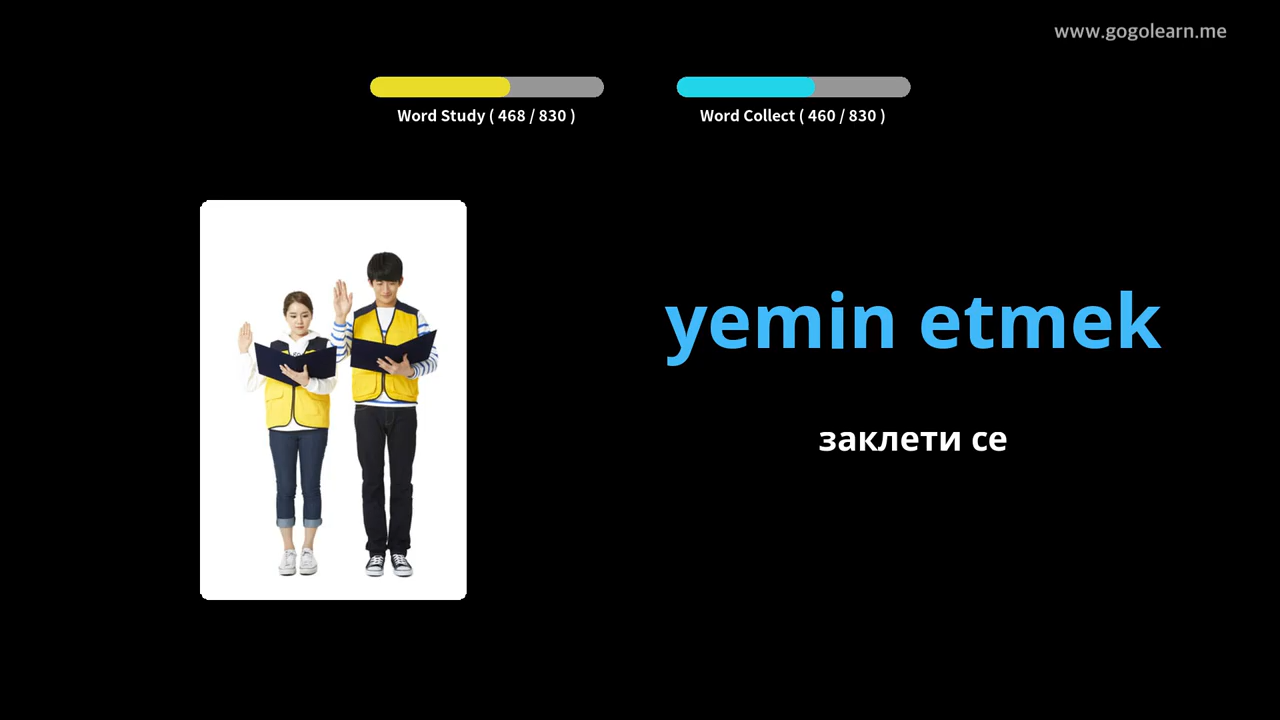 www.gogolearn.me
Word Study ( 468 / 830 )
Word Collect ( 460 / 830 )
yemin etmek
заклети се